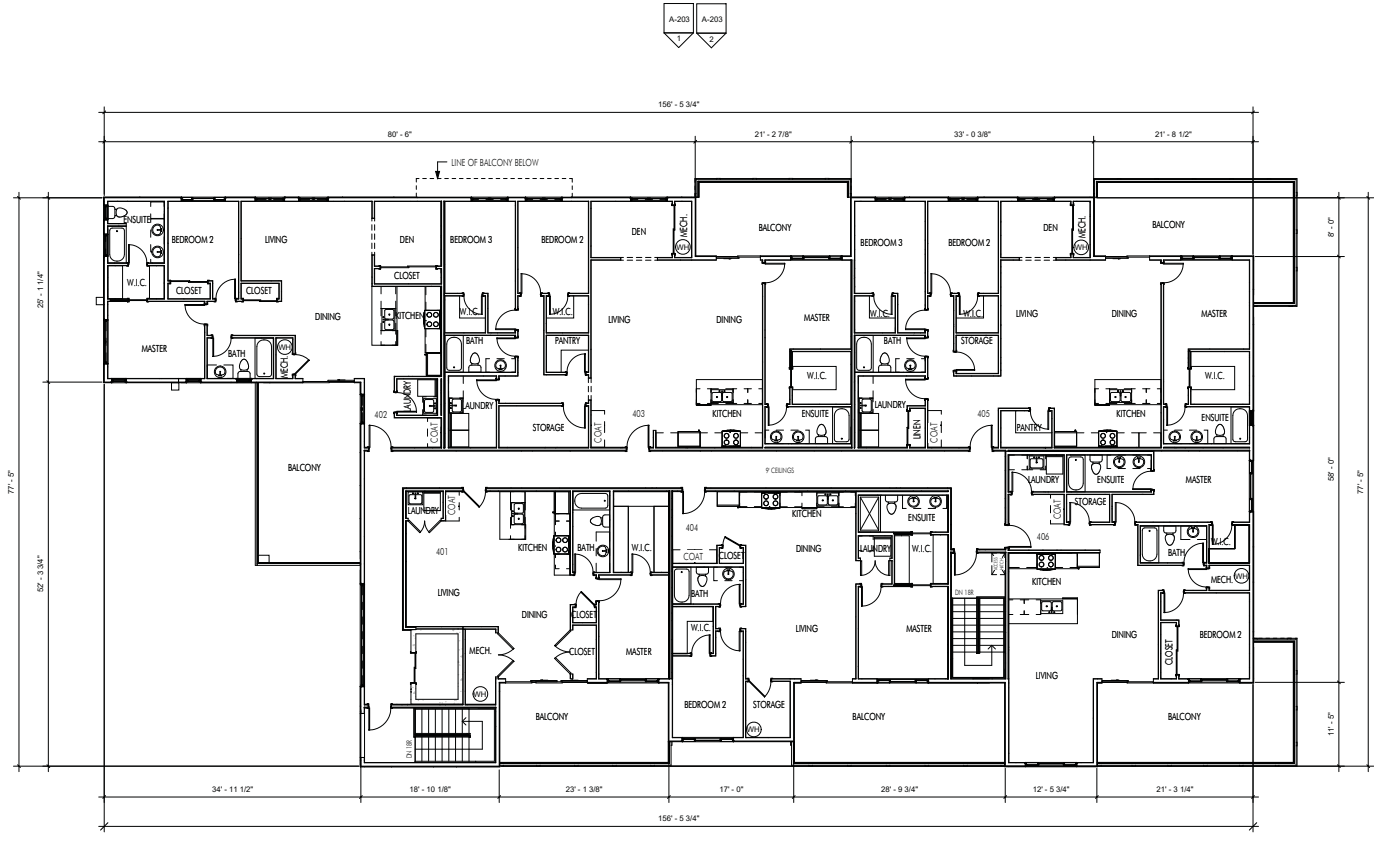 A-203 A-203
1 2
156' - 5 3/4"
80' - 6" 21' - 2 7/8" 33' - 0 3/8" 21' - 8 1/2"
LINE OF BALCONY BELOW
ENSUITE
BEDROOM 2
LIVING
DEN
BEDROOM 3
BEDROOM 2
DEN
MECH.
WH
BALCONY
BEDROOM 3
BEDROOM 2
DEN
MECH.
WH
BALCONY
8' - 0"
25' - 1 1/4"
W.I.C.
CLOSET
CLOSET
CLOSET
DINING
KITCHEN
W.I.C.
W.I.C.
LIVING
DINING
MASTER
W.I.C.
W.I.C.
LIVING
DINING
MASTER
MASTER
BATH
WH
MECH.
BATH
PANTRY
BATH
STORAGE
W.I.C.
W.I.C.
LAUNDRY
402
COAT
LAUNDRY
STORAGE
COAT
403
KITCHEN
ENSUITE
LAUNDRY
LINEN
COAT
405
PANTRY
KITCHEN
ENSUITE
BALCONY
9' CEILINGS
77' - 5"
58' - 0"
77' - 5"
LAUNDRY
ENSUITE
MASTER
LAUNDRY
COAT
401
KITCHEN
BATH
W.I.C.
404
COAT
CLOSET
KITCHEN
DINING
ENSUITE
LAUNDRY
W.I.C.
STORAGE
COAT
406
BATH
W.I.C.
52' - 3 3/4"
LIVING
DINING
CLOSET
BATH
W.I.C.
LIVING
MASTER
DN 18R
KITCHEN
MECH.
WH
DINING
BEDROOM 2
CLOSET
MECH.
WH
CLOSET
MASTER
LIVING
BEDROOM 2
STORAGE
WH
BALCONY
DN 18R
BALCONY
BALCONY
11' - 5"
34' - 11 1/2" 18' - 10 1/8" 23' - 1 3/8" 17' - 0" 28' - 9 3/4" 12' - 5 3/4" 21' - 3 1/4"
156' - 5 3/4"